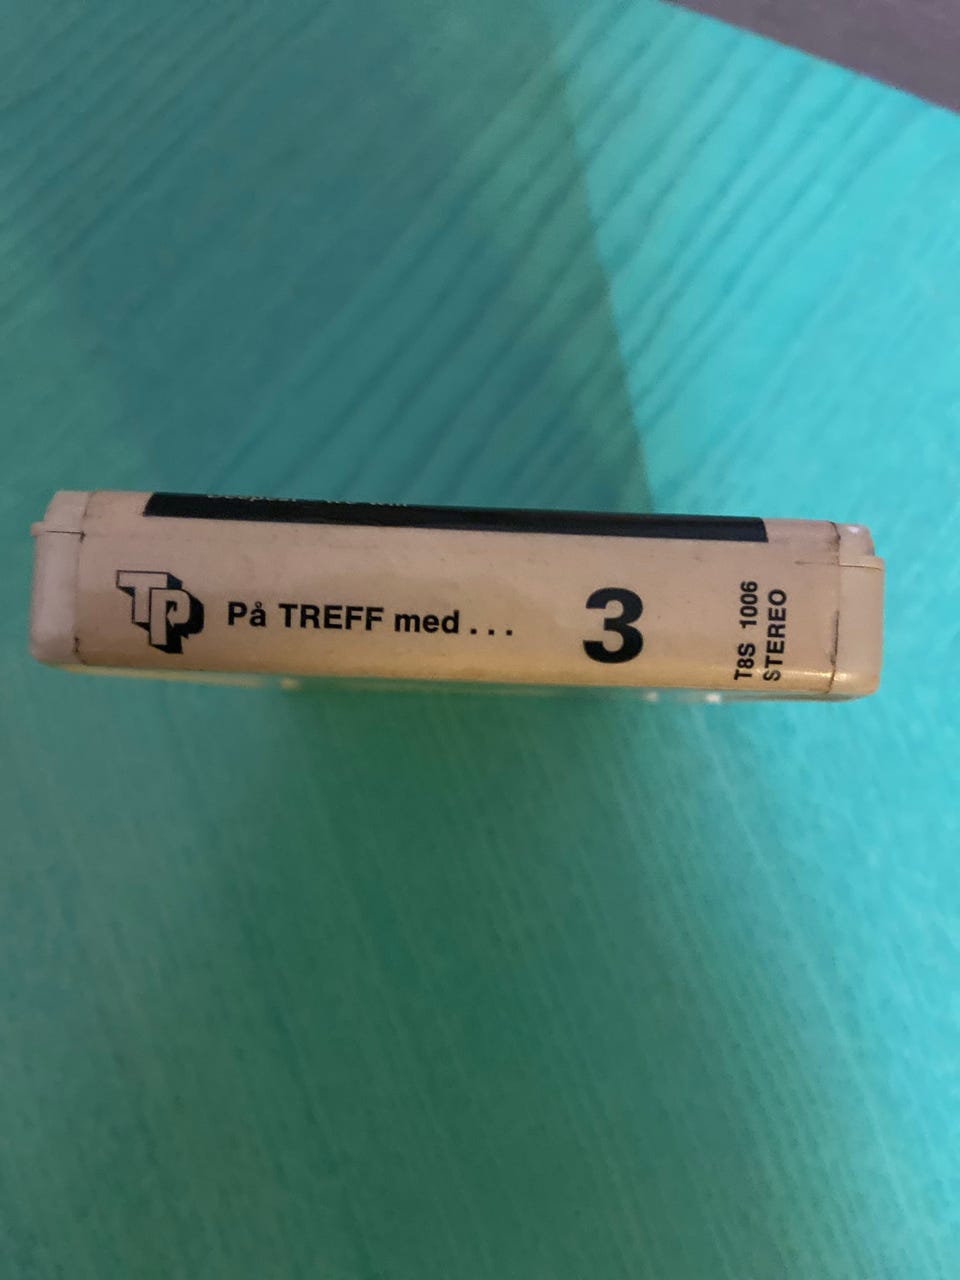 TP
På TREFF med . . .
3
T8S 1006
STEREO